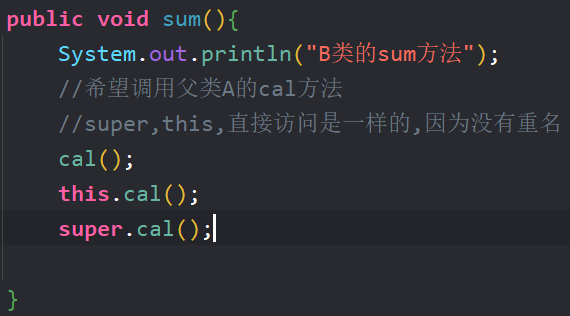 public void sum(){
System.out.println("B类的sum方法");
//希望调用父类A的cal方法
//super,this,直接访问是一样的,因为没有重名
cal();
this.cal();
super.cal();
}